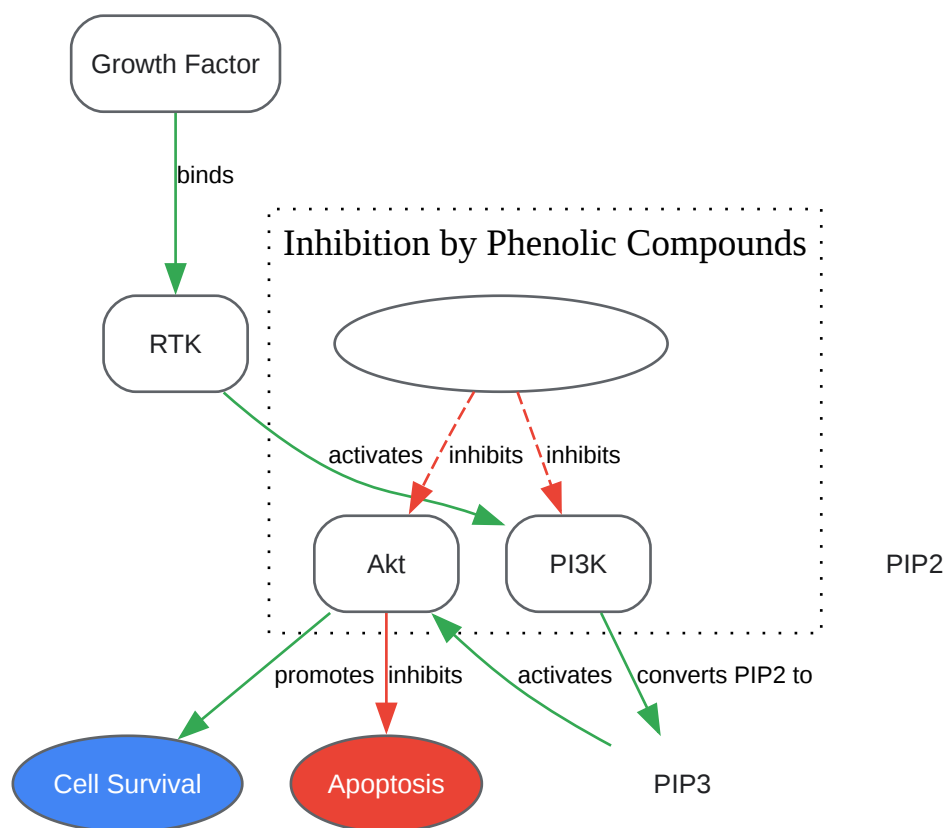 Growth Factor
binds
Inhibition by Phenolic Compounds
RTK
activates
inhibits
inhibits
Akt
PI3K
PIP2
promotes
inhibits
activates
converts PIP2 to
Cell Survival
Apoptosis
PIP3